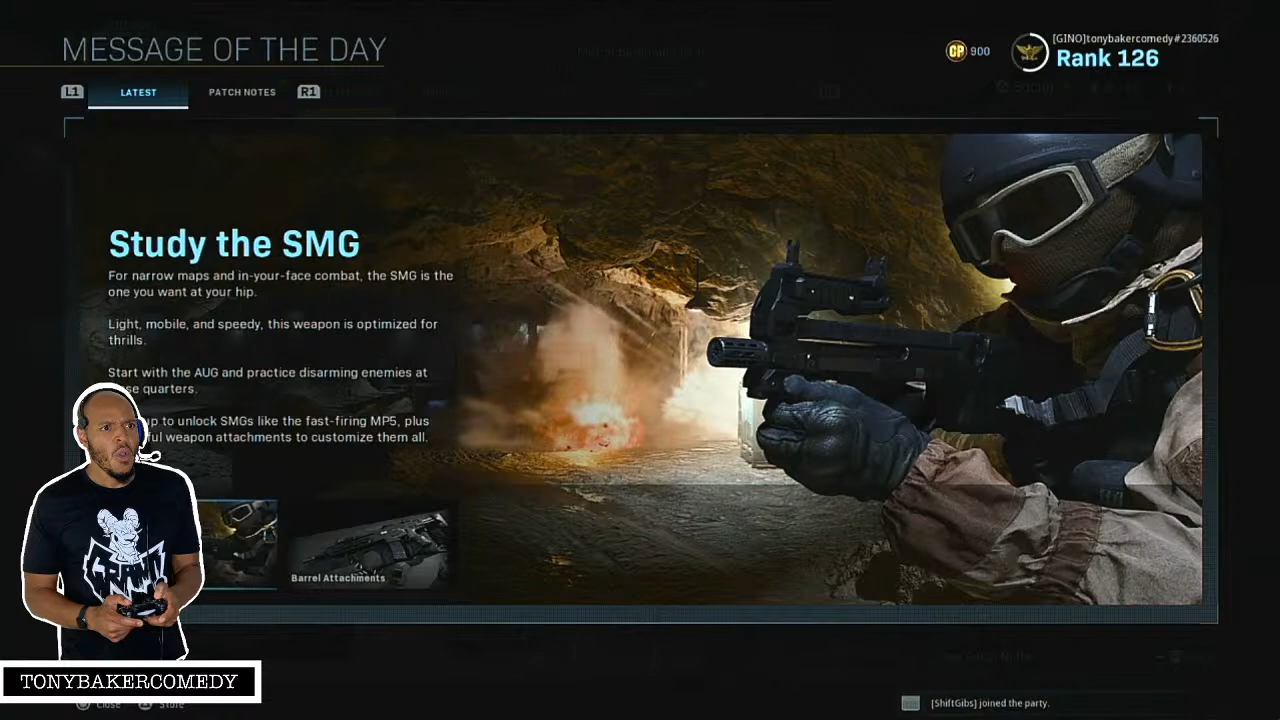 MESSAGE OF THE DAY
CP 900
[GINO]tonybakercomedy#2360526
Rank 126
L1
LATEST
PATCH NOTES
R1
Study the SMG
For narrow maps and in-your-face combat, the SMG is the
one you want at your hip.
Light, mobile, and speedy, this weapon is optimized for
thrills.
Start with the AUG and practice disarming enemies at
quarters.
up to unlock SMGs like the fast-firing MP5, plus
weapon attachments to customize them all.
Barrel Attachments
TONYBAKERCOMEDY
Close
Store
[ShiftGibs] joined the party.